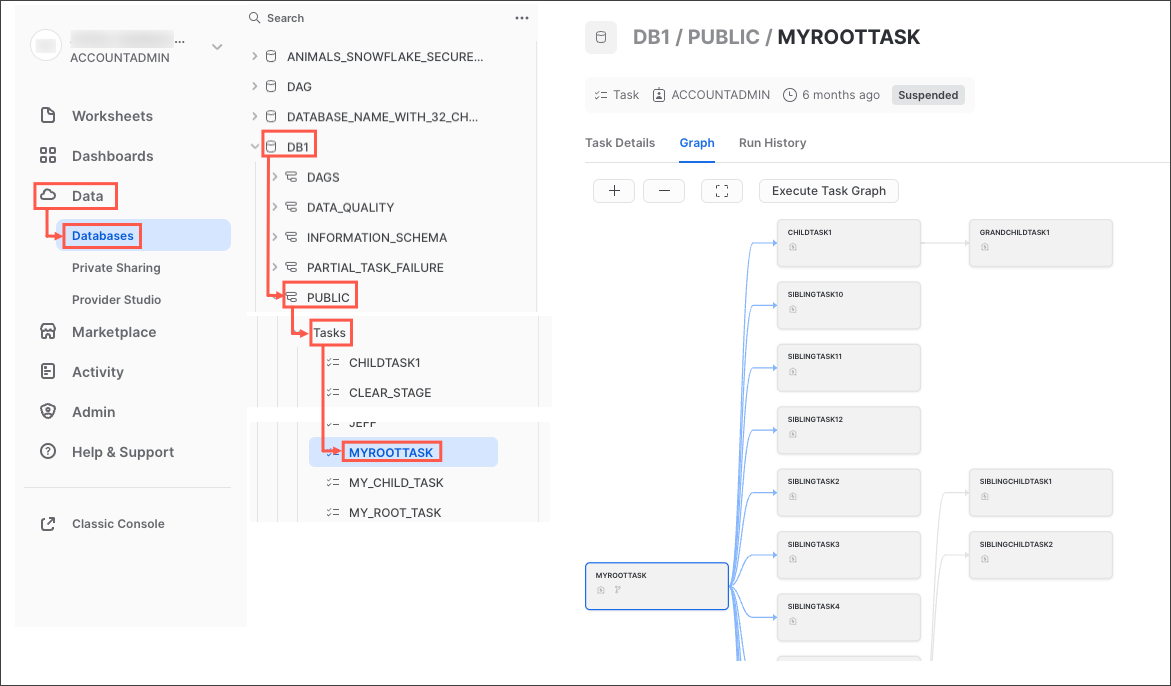 ACCOUNTADMIN
Worksheets
Dashboards
Data
Databases
Private Sharing
Provider Studio
Marketplace
Activity
Admin
Help & Support
Classic Console
Search
ANIMALS_SNOWFLAKE_SECURE...
DAG
DATABASE_NAME_WITH_32_CH...
DB1
DAGS
DATA_QUALITY
INFORMATION_SCHEMA
PARTIAL_TASK_FAILURE
PUBLIC
Tasks
CHILDTASK1
CLEAR_STAGE
JEFF
MYROOTTASK
MY_CHILD_TASK
MY_ROOT_TASK
DB1 / PUBLIC / MYROOTTASK
Task ACCOUNTADMIN 6 months ago Suspended
Task Details Graph Run History
Execute Task Graph
CHILDTASK1 GRANDCHILDTASK1
SIBLINGTASK10
SIBLINGTASK11
SIBLINGTASK12
SIBLINGTASK2 SIBLINGCHILDTASK1
SIBLINGTASK3 SIBLINGCHILDTASK2
MYROOTTASK
SIBLINGTASK4